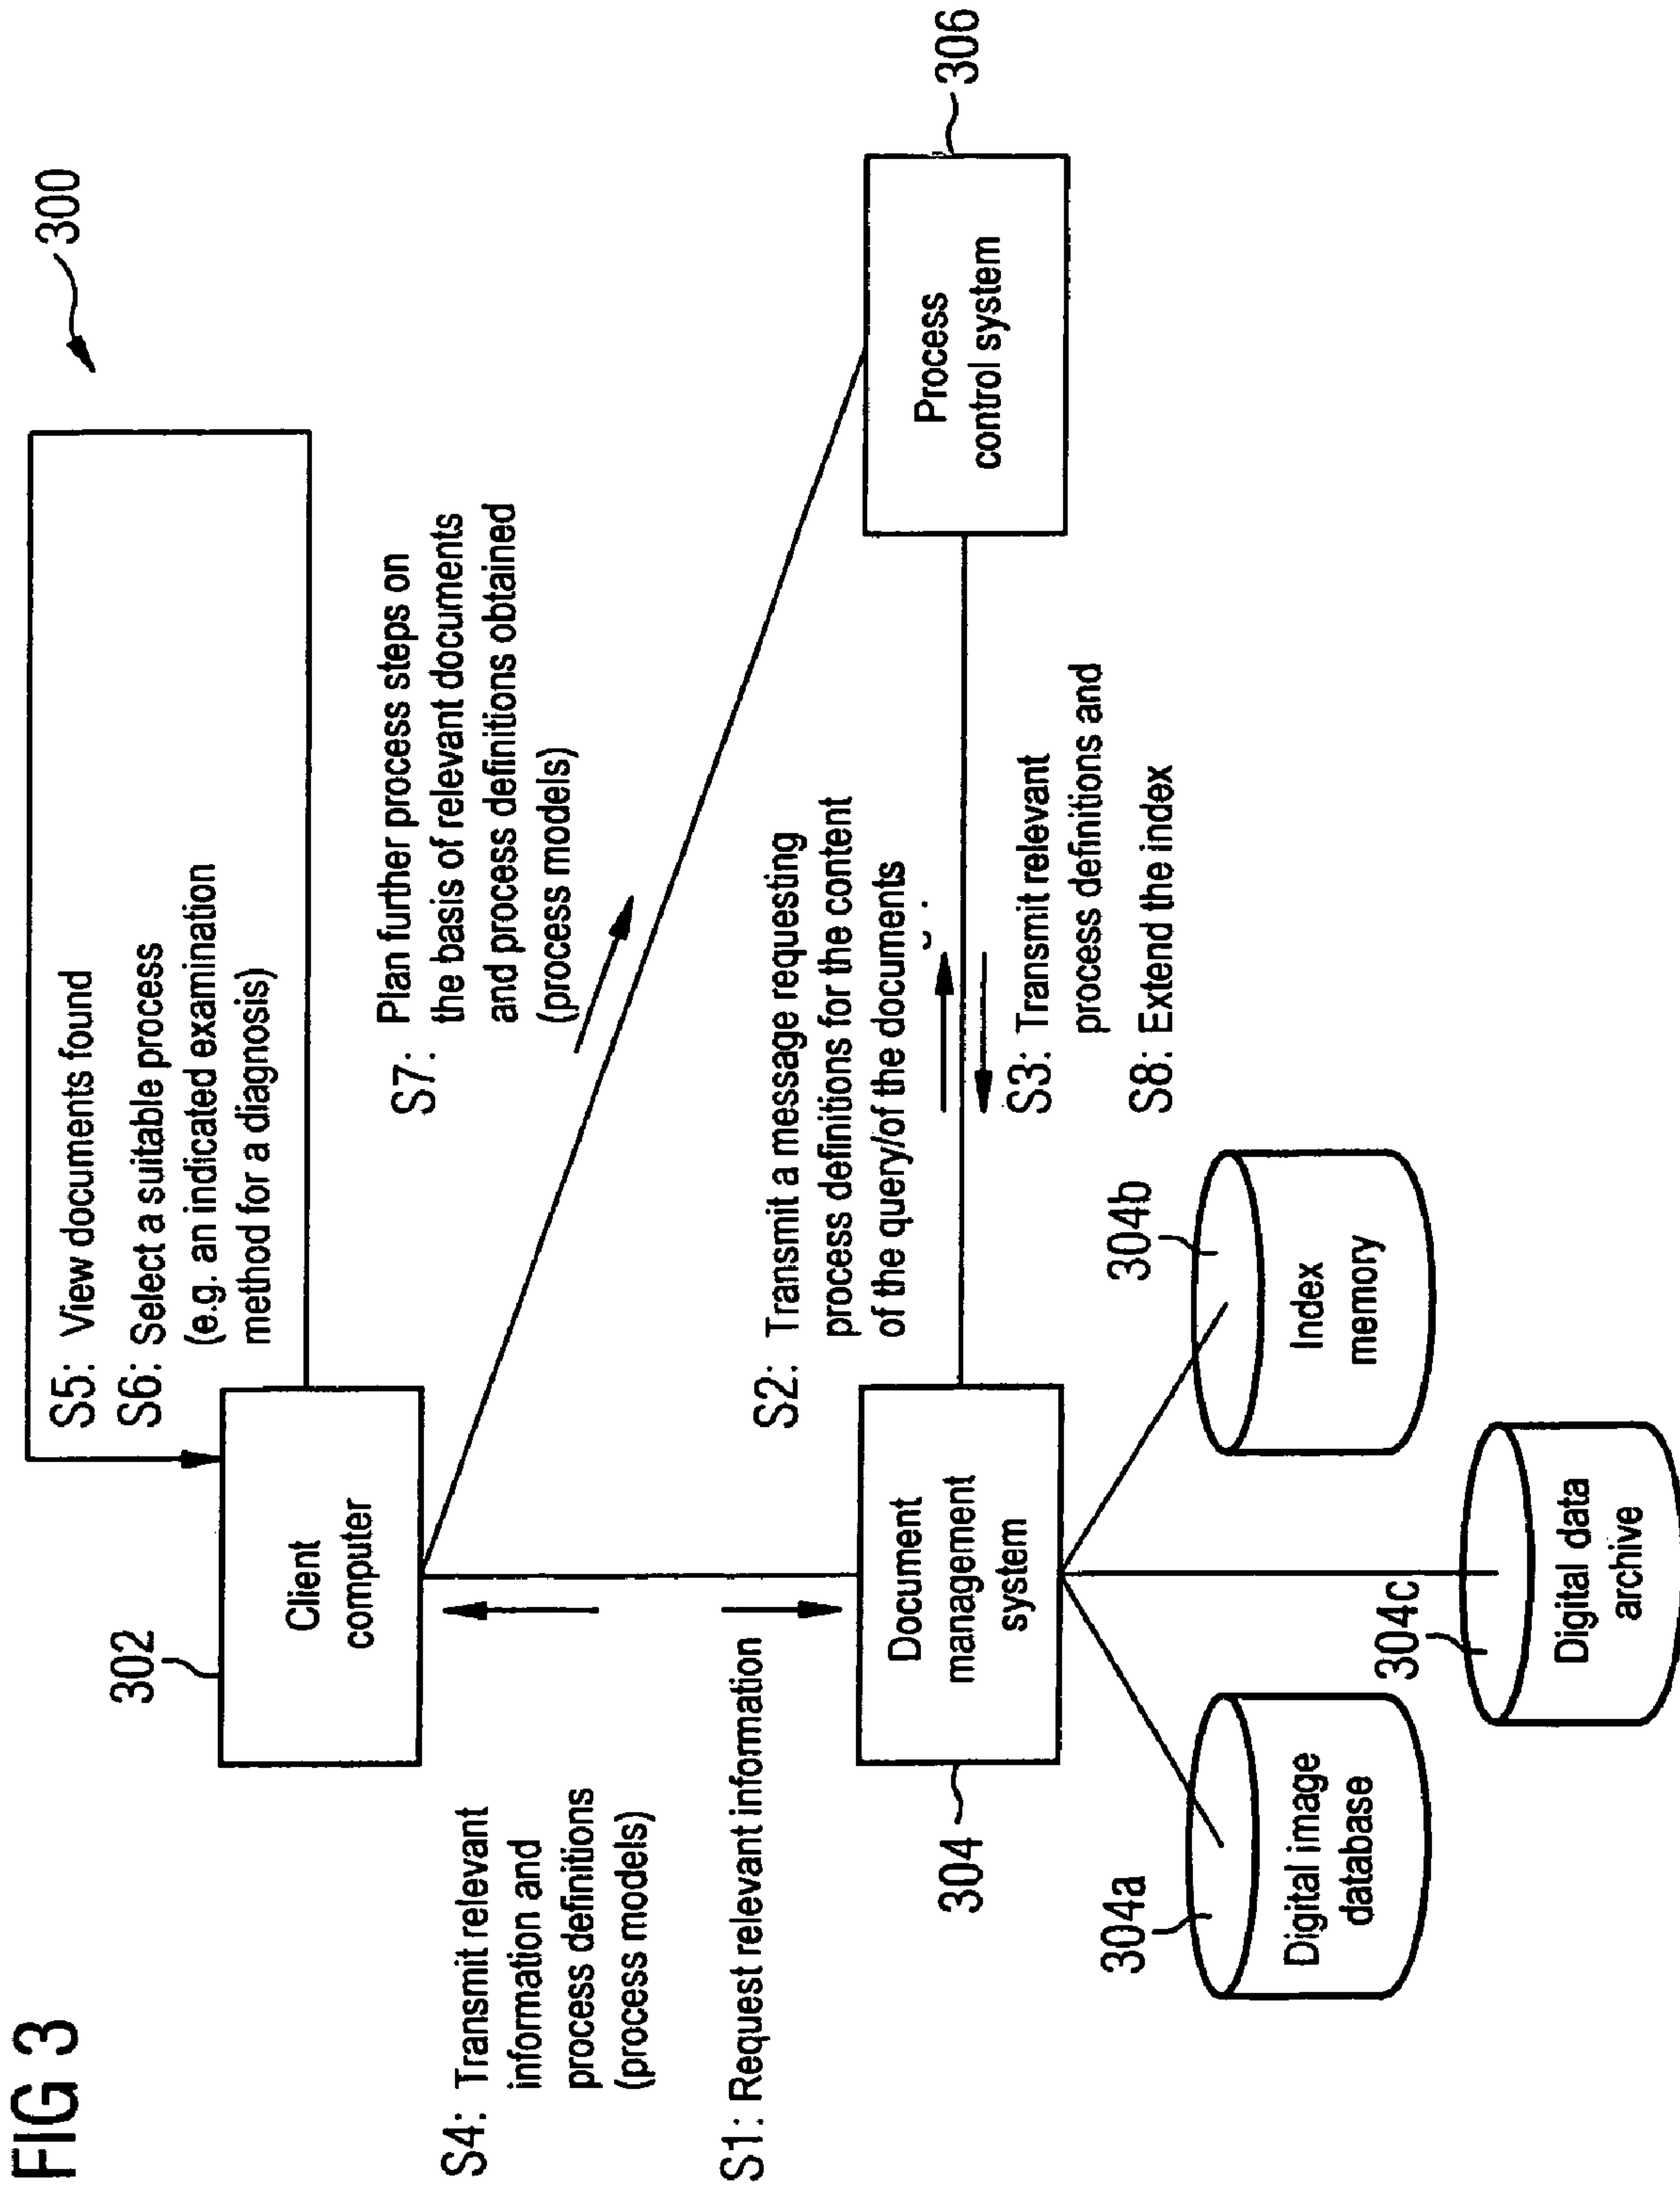 FIG 3
300
S5: View documents found
S6: Select a suitable process
(e.g. an indicated examination
method for a diagnosis)
302
Client
computer
S7: Plan further process steps on
the basis of relevant documents
and process definitions obtained
(process models)
S4: Transmit relevant
information and
process definitions
(process models)
S1: Request relevant information
S2: Transmit a message requesting
process definitions for the content
of the query/of the documents
306
Process
control system
304
Document
management
system
S3: Transmit relevant
process definitions and
S8: Extend the index
304a
Digital image
database
304b
Index
memory
304c
Digital data
archive